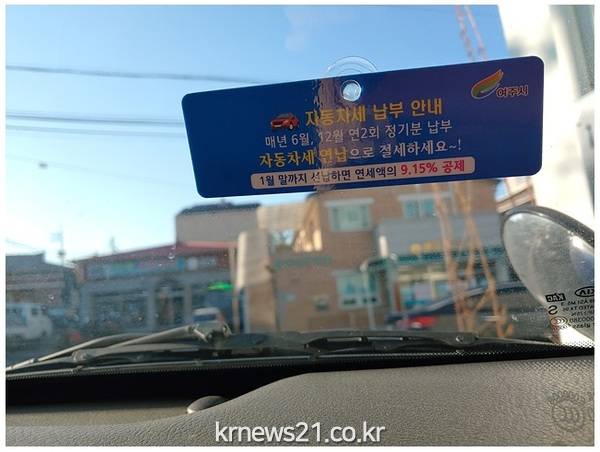 여주시
자동차세 납부 안내
매년 6월, 12월 연2회 정기분 납부
자동차세 연납으로 절세하세요~!
1월 말까지 선납하면 연세액의 9.15% 공제
KIA
krnews21.co.kr